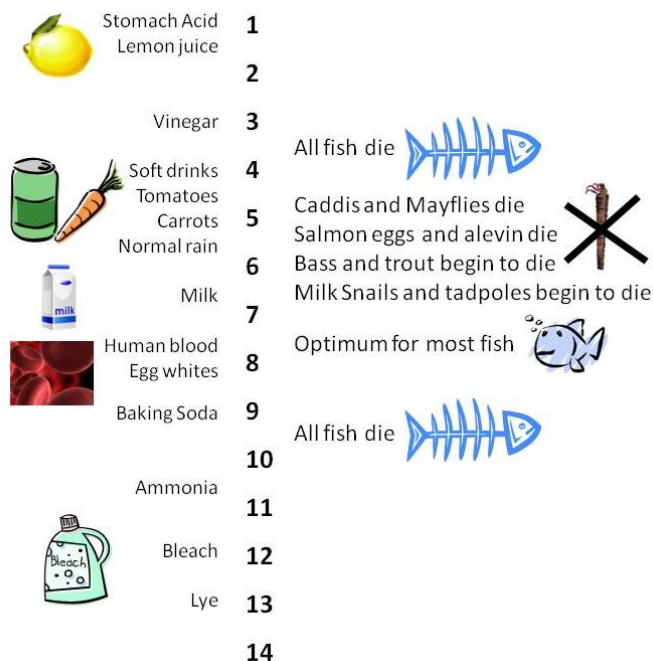 Stomach Acid
Lemon juice
1
2
Vinegar
3
All fish die
4
Soft drinks
Tomatoes
Carrots
Normal rain
5
Caddis and Mayflies die
Salmon eggs and alevin die
Bass and trout begin to die
Milk Snails and tadpoles begin to die
6
Milk
milk
7
Human blood
Egg whites
8
Optimum for most fish
Baking Soda
9
All fish die
10
Ammonia
11
Bleach
Bleach
12
Lye
13
14